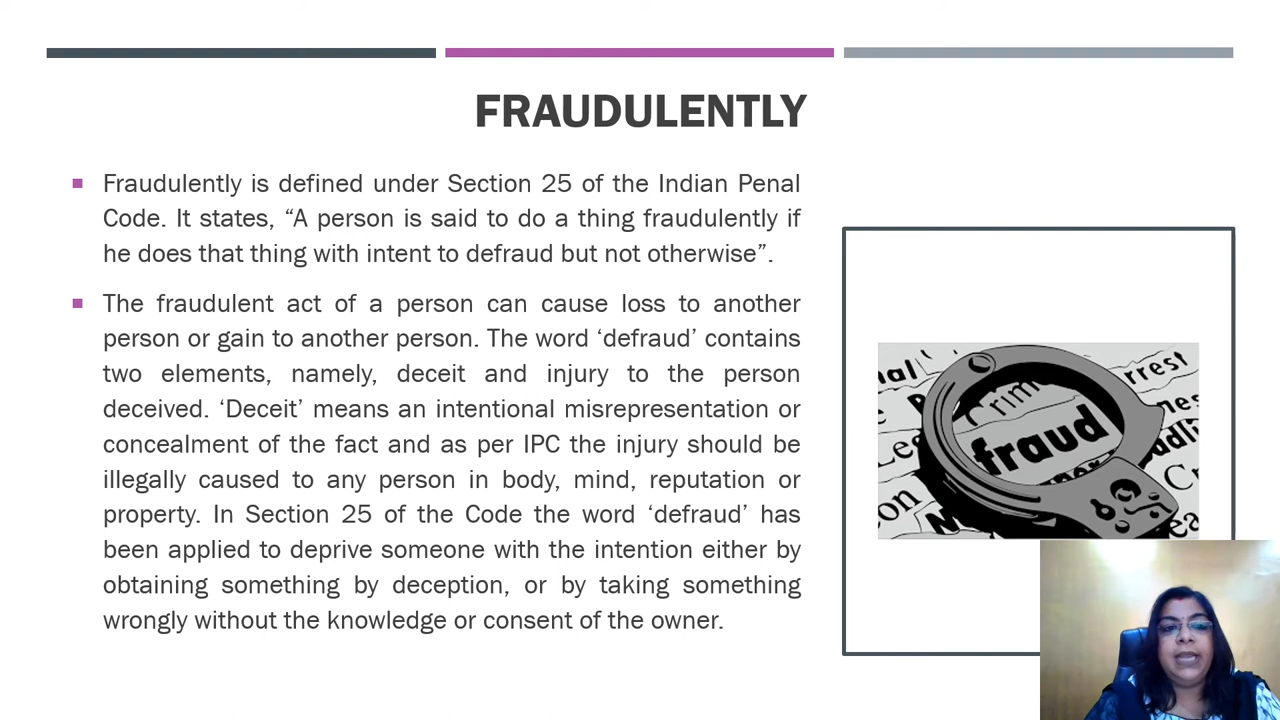 FRAUDULENTLY
Fraudulently is defined under Section 25 of the Indian Penal
Code. It states, “A person is said to do a thing fraudulently if
he does that thing with intent to defraud but not otherwise”.
The fraudulent act of a person can cause loss to another
person or gain to another person. The word ‘defraud’ contains
two elements, namely, deceit and injury to the person
deceived. ‘Deceit’ means an intentional misrepresentation or
concealment of the fact and as per IPC the injury should be
illegally caused to any person in body, mind, reputation or
property. In Section 25 of the Code the word ‘defraud’ has
been applied to deprive someone with the intention either by
obtaining something by deception, or by taking something
wrongly without the knowledge or consent of the owner.
fraud